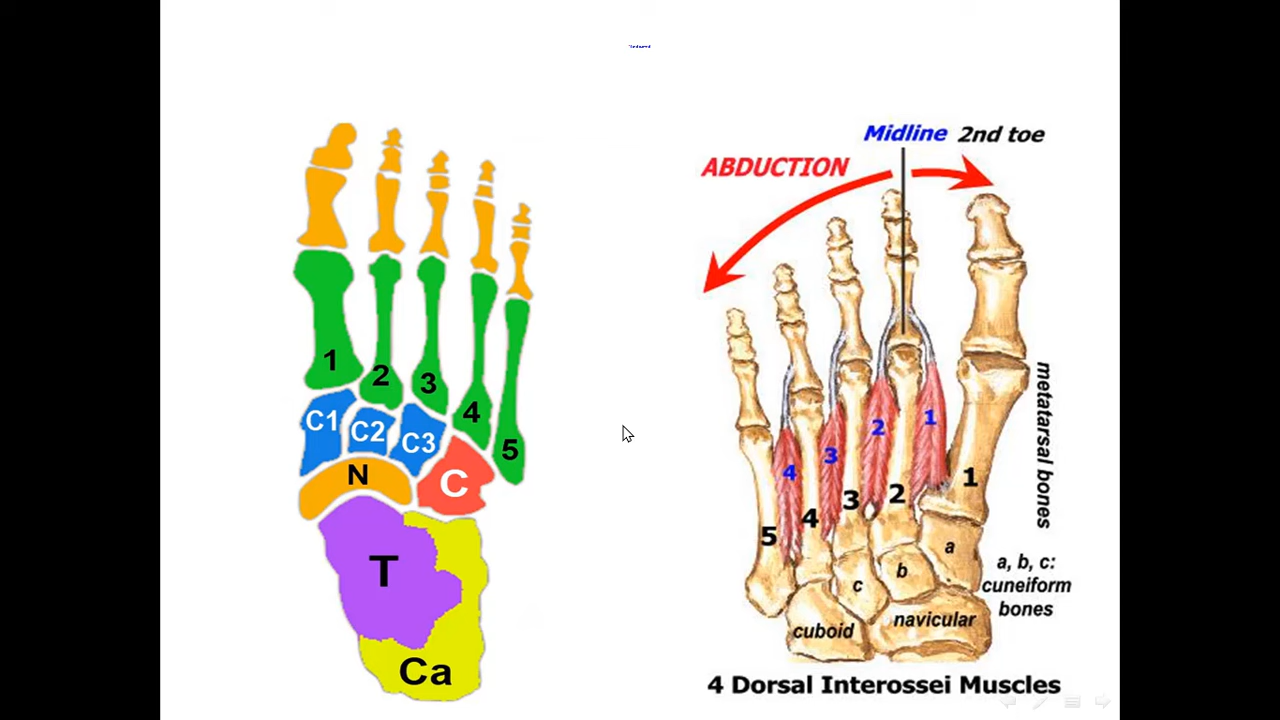 1
2
3
4
5
C1
C2
C3
N
C
T
Ca
Midline 2nd toe
ABDUCTION
1
2
3
4
1
2
3
4
5
metatarsal bones
a
b
c
a, b, c:
cuneiform
bones
navicular
cuboid
4 Dorsal Interossei Muscles